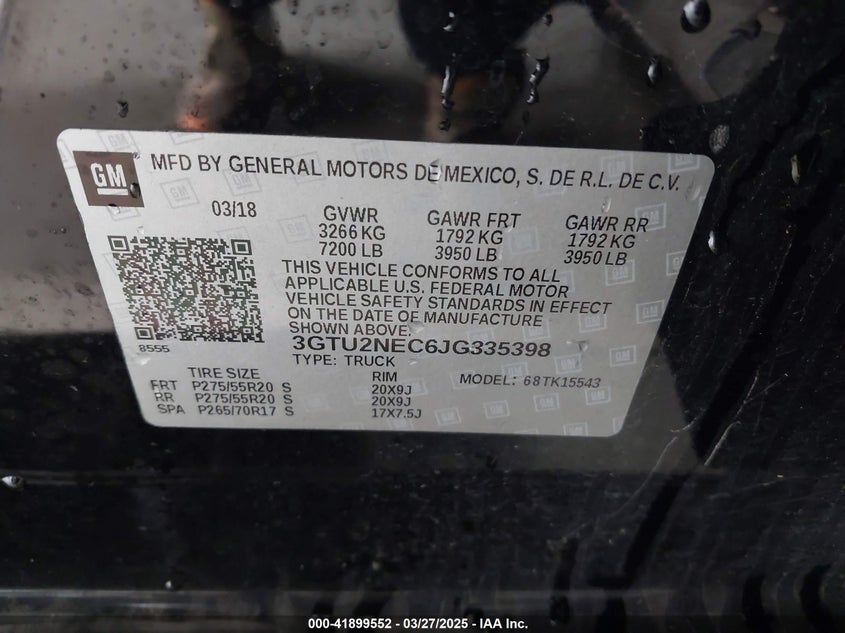 GM
MFD BY GENERAL MOTORS DE MEXICO, S. DE R.L. DE C.V.
03/18 GVWR GAWR FRT GAWR RR
3266 KG 1792 KG 1792 KG
7200 LB 3950 LB 3950 LB
THIS VEHICLE CONFORMS TO ALL
APPLICABLE U.S. FEDERAL MOTOR
VEHICLE SAFETY STANDARDS IN EFFECT
ON THE DATE OF MANUFACTURE
SHOWN ABOVE.
8555 3GTU2NEC6JG335398
TYPE: TRUCK
TIRE SIZE RIM MODEL: 68TK15543
FRT P275/55R20 S 20X9J
RR P275/55R20 S 20X9J
SPA P265/70R17 S 17X7.5J
000-41899552 — 03/27/2025 - IAA Inc.